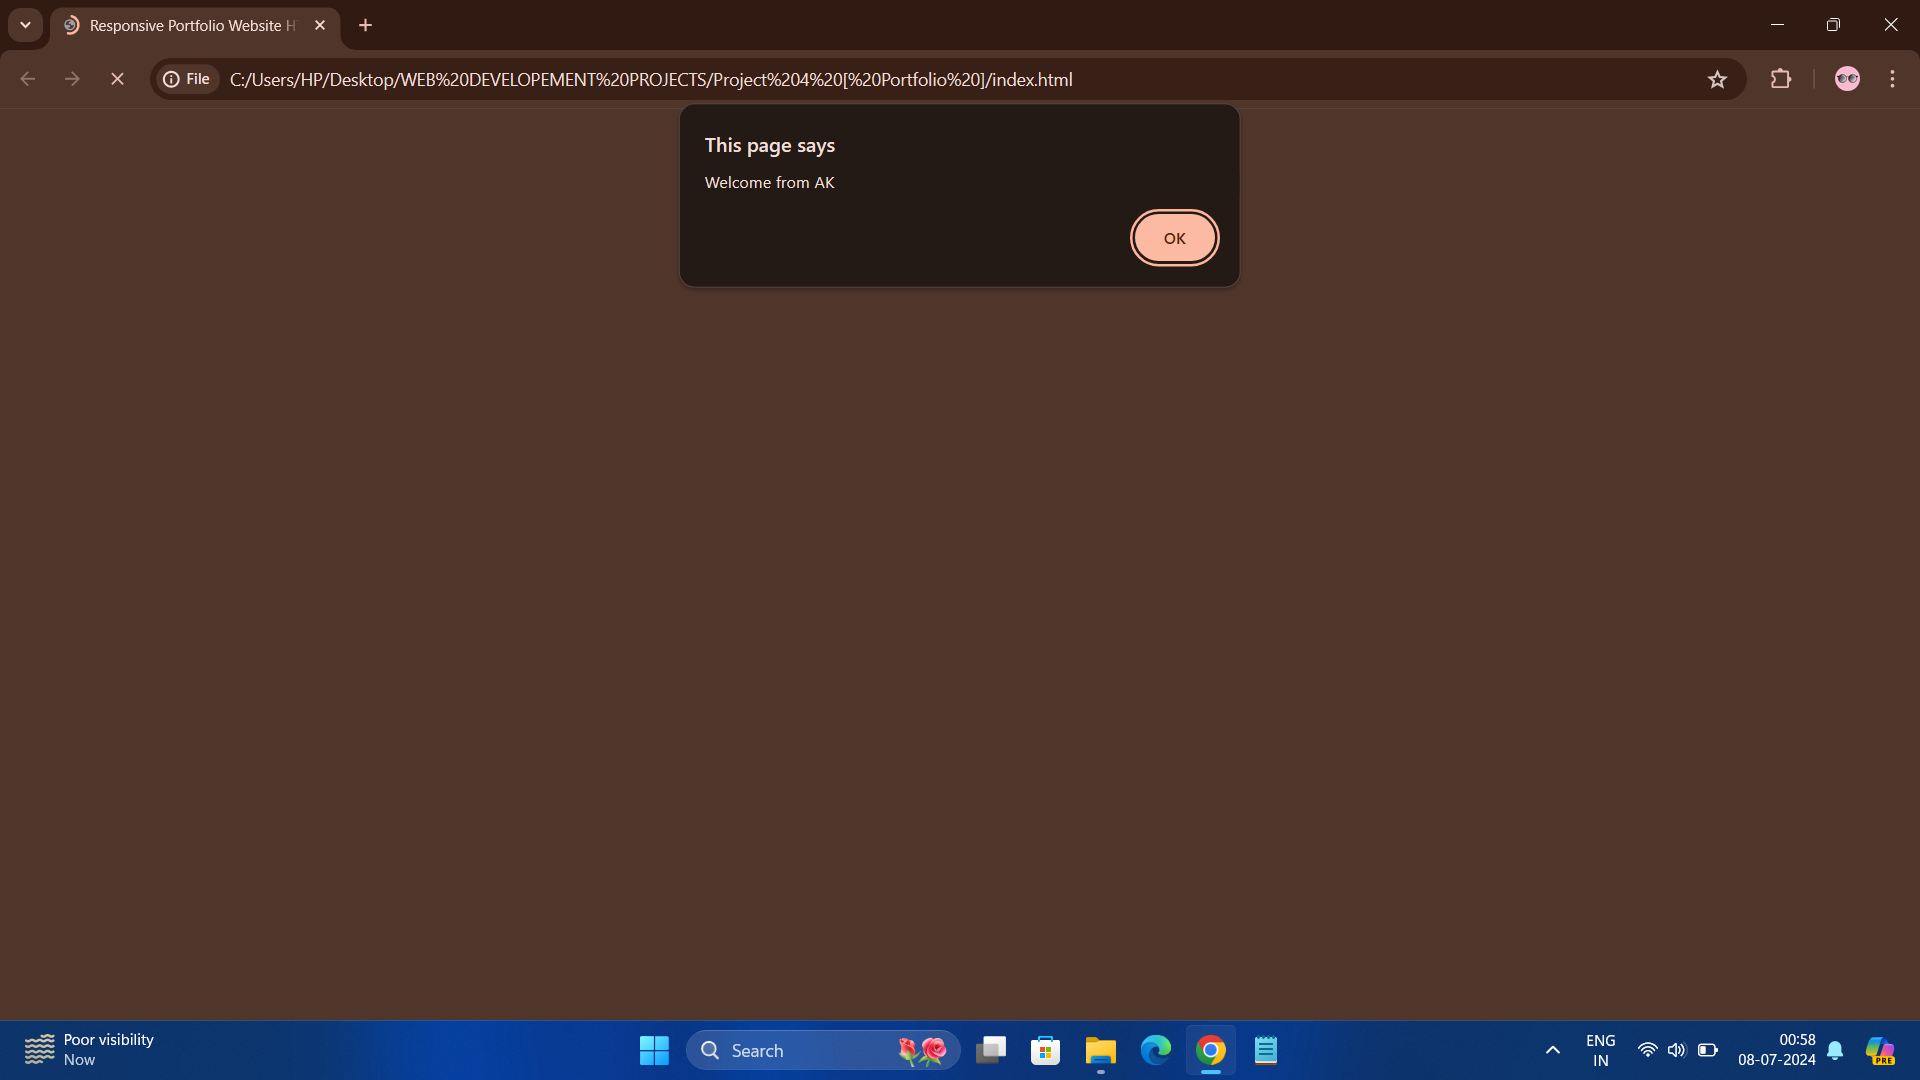 Responsive Portfolio Website H
File
C:/Users/HP/Desktop/WEB%20DEVELOPEMENT%20PROJECTS/Project%204%20[%20Portfolio%20]/index.html
This page says
Welcome from AK
OK
Poor visibility
Now
Search
ENG
IN
00:58
08-07-2024
PRE